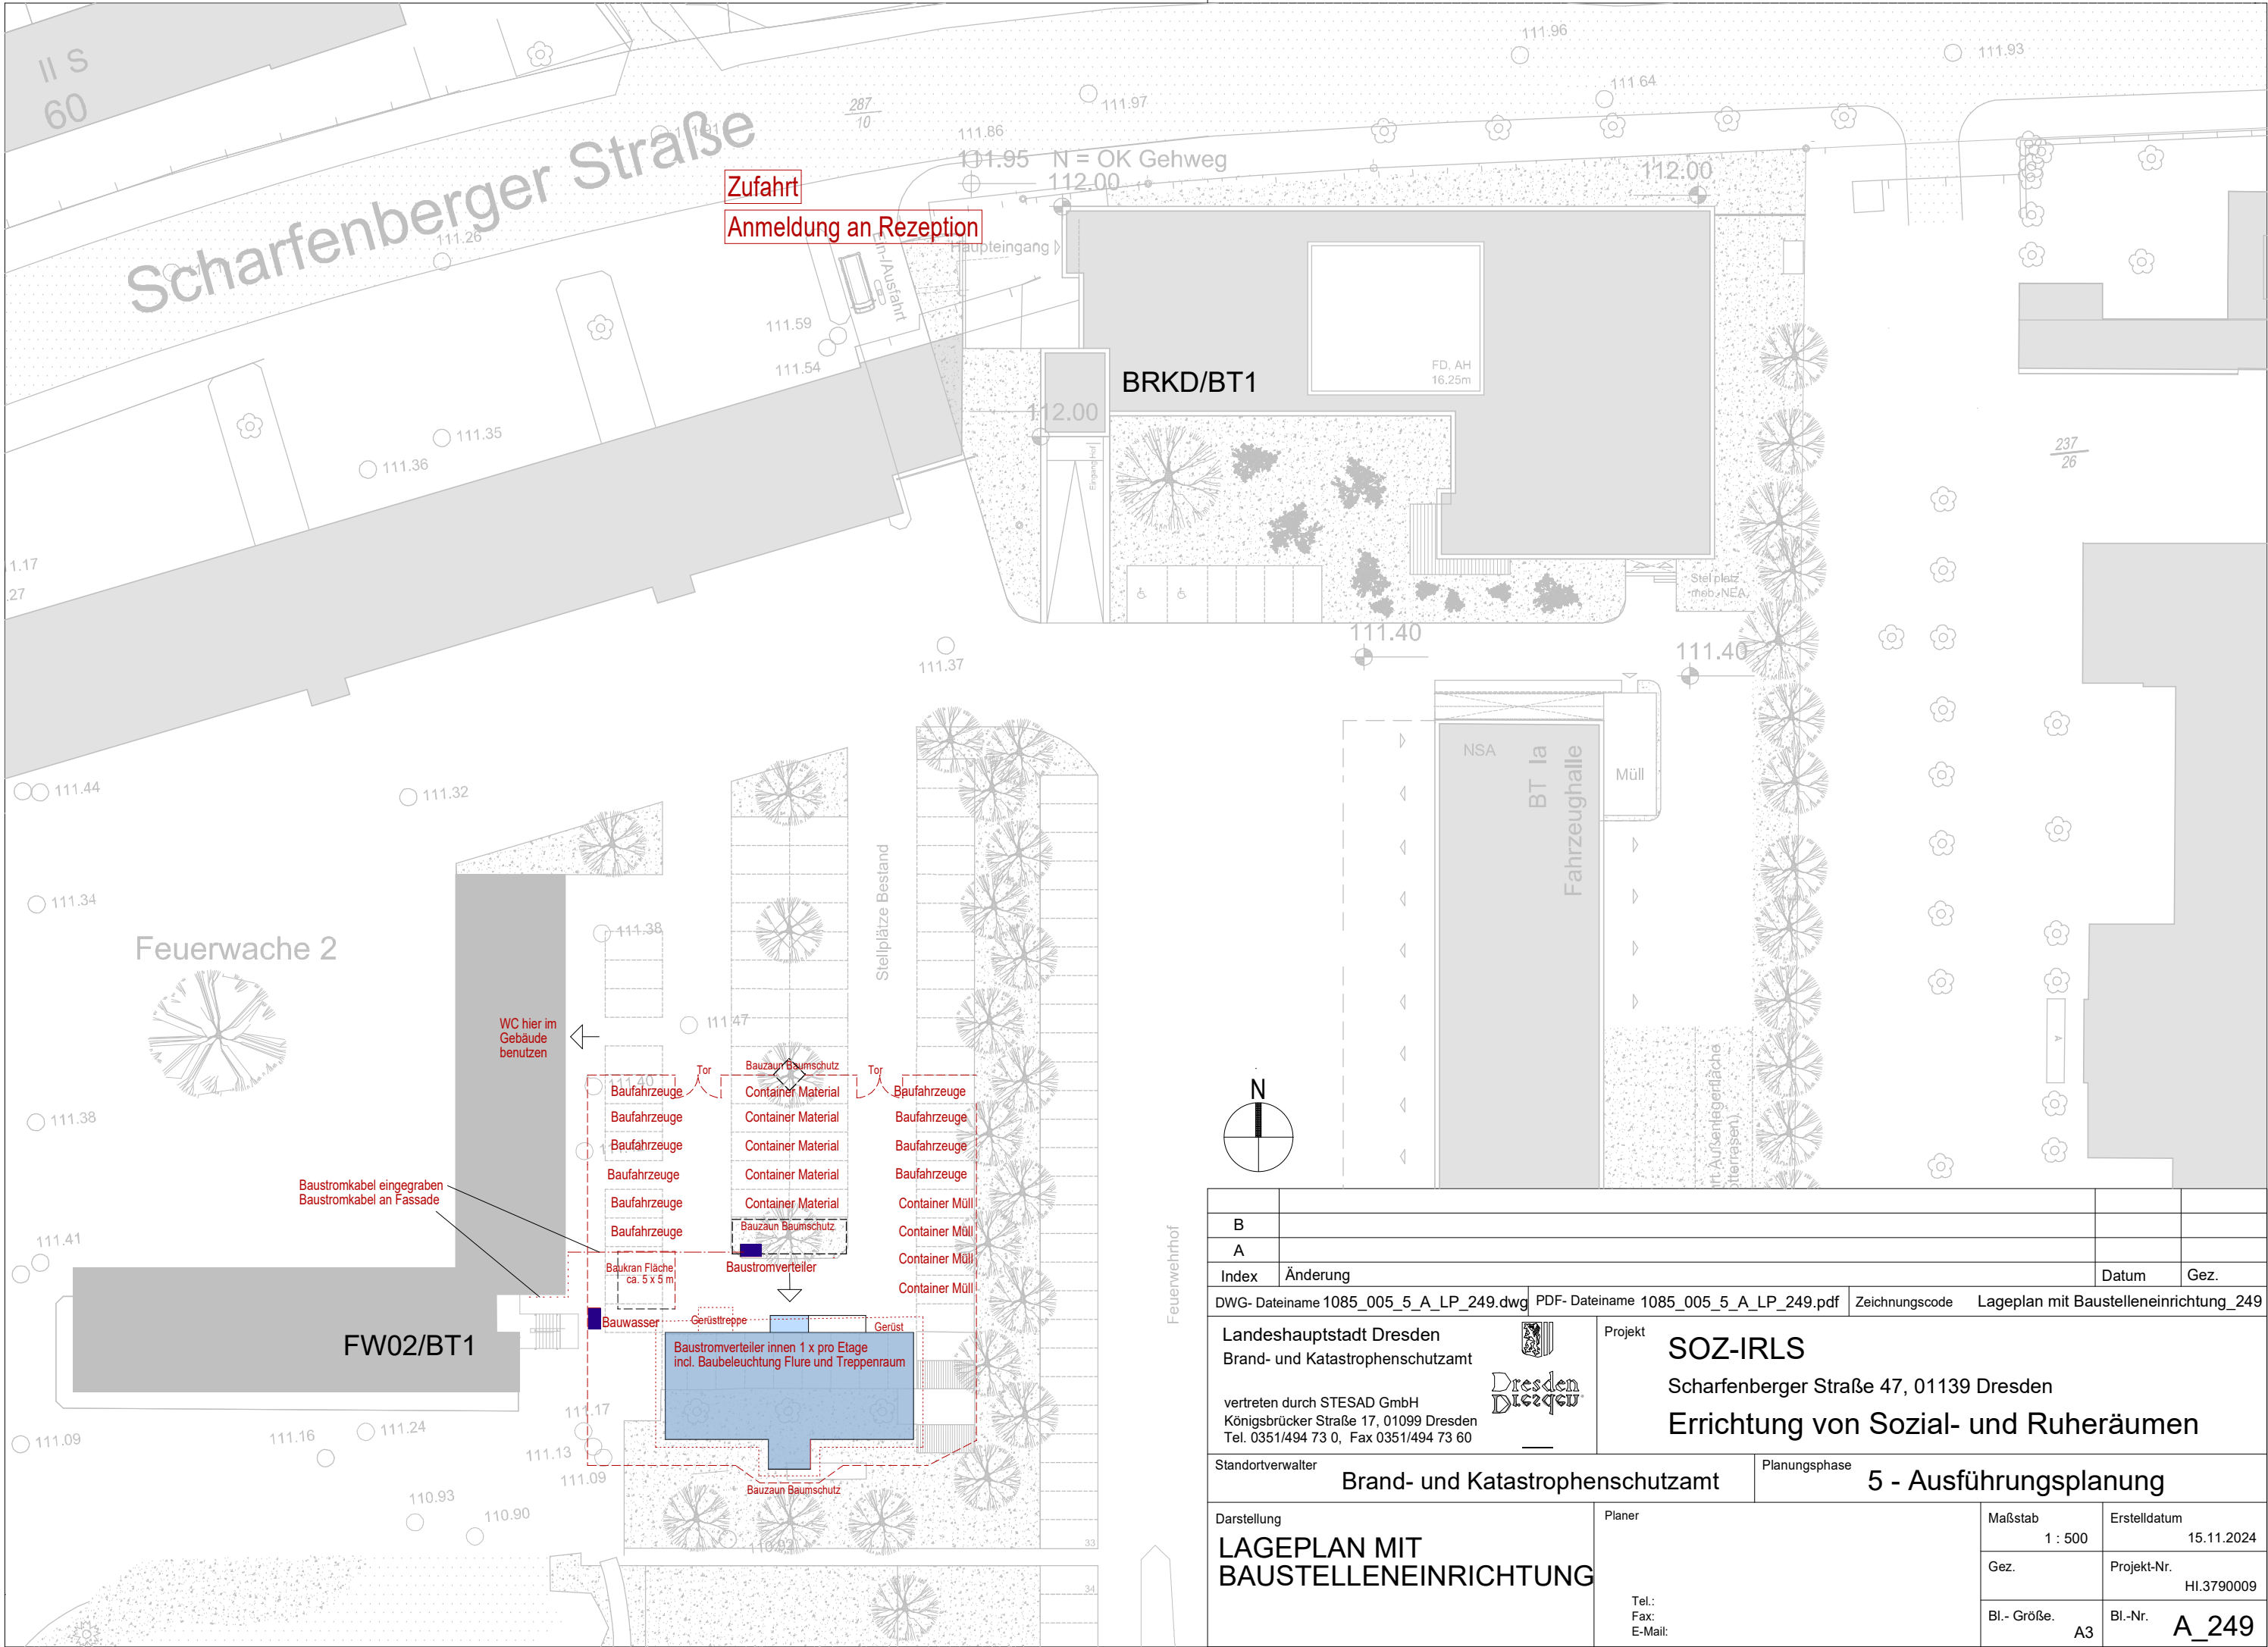 II S
60
Scharfenberger Straße
287
10
111.96
111.93
111.97
111.64
111.86
111.95 N = OK Gehweg
112.00
112.00
Zufahrt
Anmeldung an Rezeption
Haupteingang
Ein-/Ausfahrt
111.26
111.59
111.54
112.00
BRKD/BT1
FD, AH
16,25m
Eingang Hof
111.35
111.36
237
26
1.17
.27
Stellplatz
mob. NEA
111.37
111.40
111.40
NSA
BT Ia
Fahrzeughalle
Müll
111.44
111.32
111.34
Feuerwache 2
111.38
Stellplätze Bestand
111.47
WC hier im
Gebäude
benutzen
111.40
111.38
Tor
Bauzaun Baumschutz
Tor
Baufahrzeuge
Container Material
Baufahrzeuge
Baufahrzeuge
Container Material
Baufahrzeuge
Baufahrzeuge
Container Material
Baufahrzeuge
Baufahrzeuge
Container Material
Baufahrzeuge
Baufahrzeuge
Container Material
Container Müll
Baufahrzeuge
Bauzaun Baumschutz
Container Müll
Container Müll
Container Müll
Baustromkabel eingegraben
Baustromkabel an Fassade
Baukran Fläche
ca. 5 x 5 m
Baustromverteiler
Bauwasser
Gerüsttreppe
Gerüst
Baustromverteiler innen 1 x pro Etage
incl. Baubeleuchtung Flure und Treppenraum
111.41
FW02/BT1
Feuerwehrhof
111.09
111.16
111.24
111.17
111.13
111.09
110.93
110.90
Bauzaun Baumschutz
33
34
A
N
B
A
Index
Änderung
Datum
Gez.
DWG- Dateiname 1085_005_5_A_LP_249.dwg
PDF- Dateiname 1085_005_5_A_LP_249.pdf
Zeichnungscode Lageplan mit Baustelleneinrichtung_249
Landeshauptstadt Dresden
Brand- und Katastrophenschutzamt
vertreten durch STESAD GmbH
Königsbrücker Straße 17, 01099 Dresden
Tel. 0351/494 73 0, Fax 0351/494 73 60
Dresden
Dresden
Projekt
SOZ-IRLS
Scharfenberger Straße 47, 01139 Dresden
Errichtung von Sozial- und Ruheräumen
Standortverwalter
Brand- und Katastrophenschutzamt
Planungsphase
5 - Ausführungsplanung
Darstellung
LAGEPLAN MIT
BAUSTELLENEINRICHTUNG
Planer
Tel.:
Fax:
E-Mail:
Maßstab
1 : 500
Erstelldatum
15.11.2024
Gez.
Projekt-Nr.
HI.3790009
Bl.- Größe.
A3
Bl.-Nr.
A_249